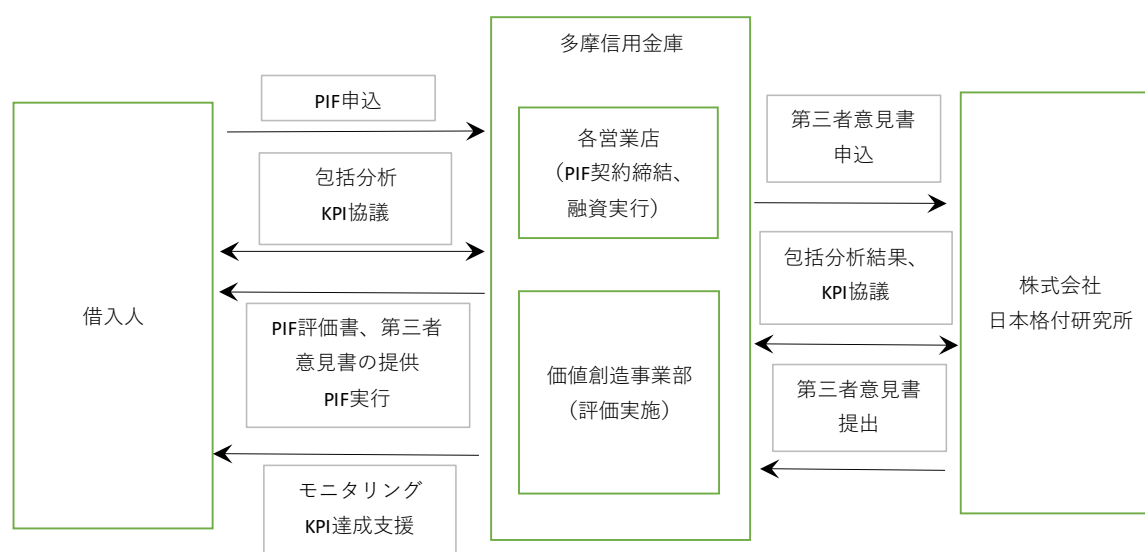 多摩信用金庫
PIF申込
包括分析
KPI協議
借入人
PIF評価書、第三者
意見書の提供
PIF実行
モニタリング
KPI達成支援
各営業店
（PIF契約締結、
融資実行）
価値創造事業部
（評価実施）
第三者意見書
申込
包括分析結果、
KPI協議
第三者意見書
提出
株式会社
日本格付研究所